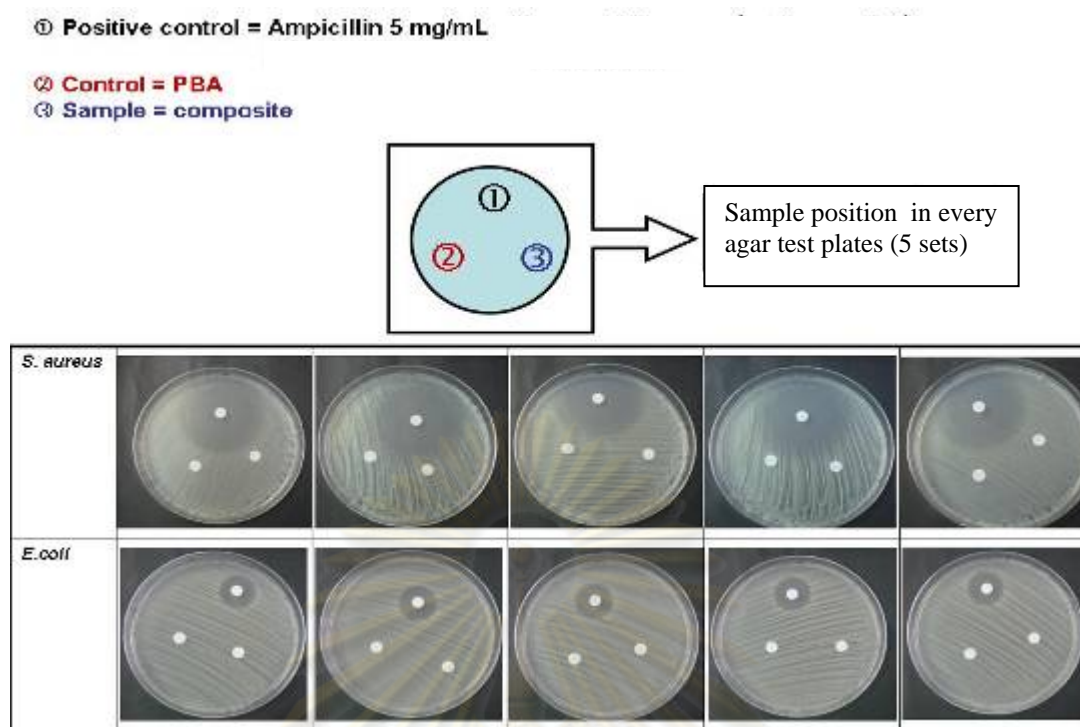 ① Positive control = Ampicillin 5 mg/mL
② Control = PBA
③ Sample = composite
①
②
③
Sample position in every
agar test plates (5 sets)
S. aureus
E.coli